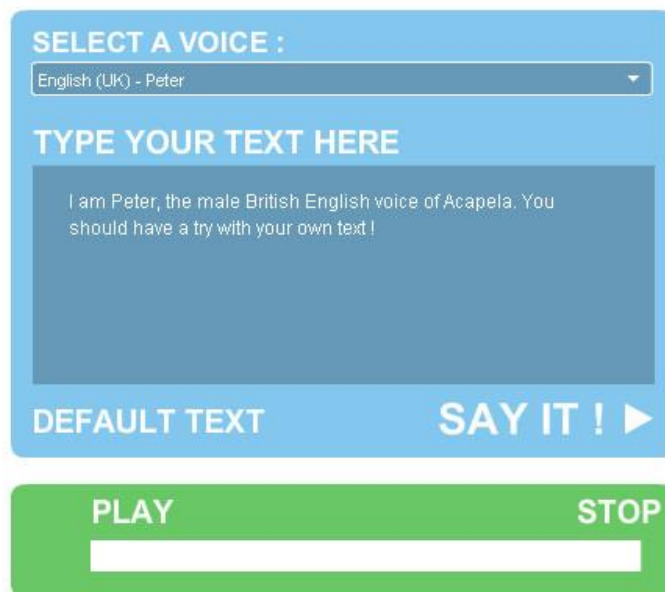 SELECT A VOICE :
English (UK) - Peter
TYPE YOUR TEXT HERE
I am Peter, the male British English voice of Acapela. You
should have a try with your own text !
DEFAULT TEXT
SAY IT !
PLAY
STOP